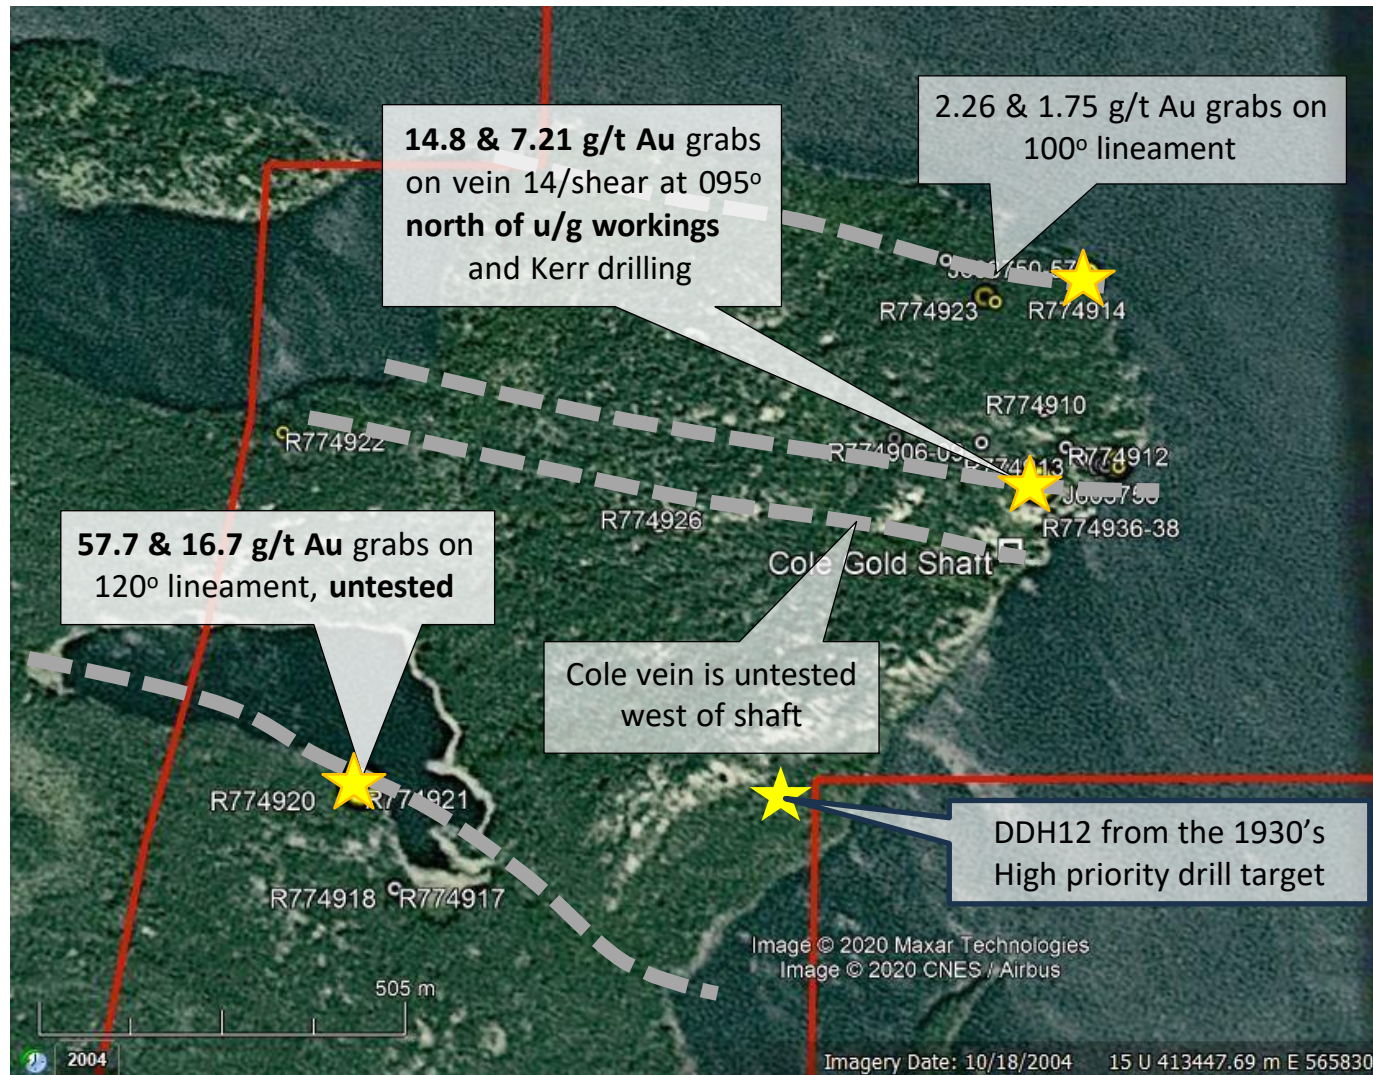 2.26 & 1.75 g/t Au grabs on
100o lineament
14.8 & 7.21 g/t Au grabs
on vein 14/shear at 095o
north of u/g workings
and Kerr drilling
R774923
R774914
R774910
R774922
R774912
R774926
R774936-38
Cole Gold Shaft
57.7 & 16.7 g/t Au grabs on
120o lineament, untested
Cole vein is untested
west of shaft
R774920
R774921
DDH12 from the 1930’s
High priority drill target
R774918
R774917
Image © 2020 Maxar Technologies
Image © 2020 CNES / Airbus
505 m
2004
Imagery Date: 10/18/2004
15 U 413447.69 m E 565830